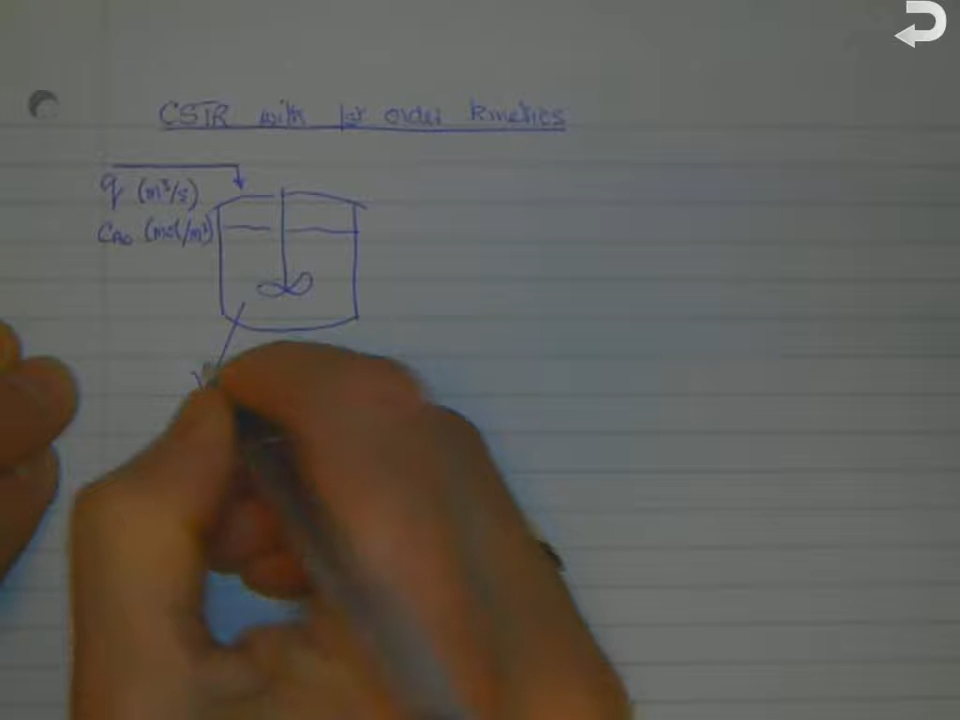 CSTR with 1st order kinetics
q (m³/s)
CA0 (mol/m³)
V